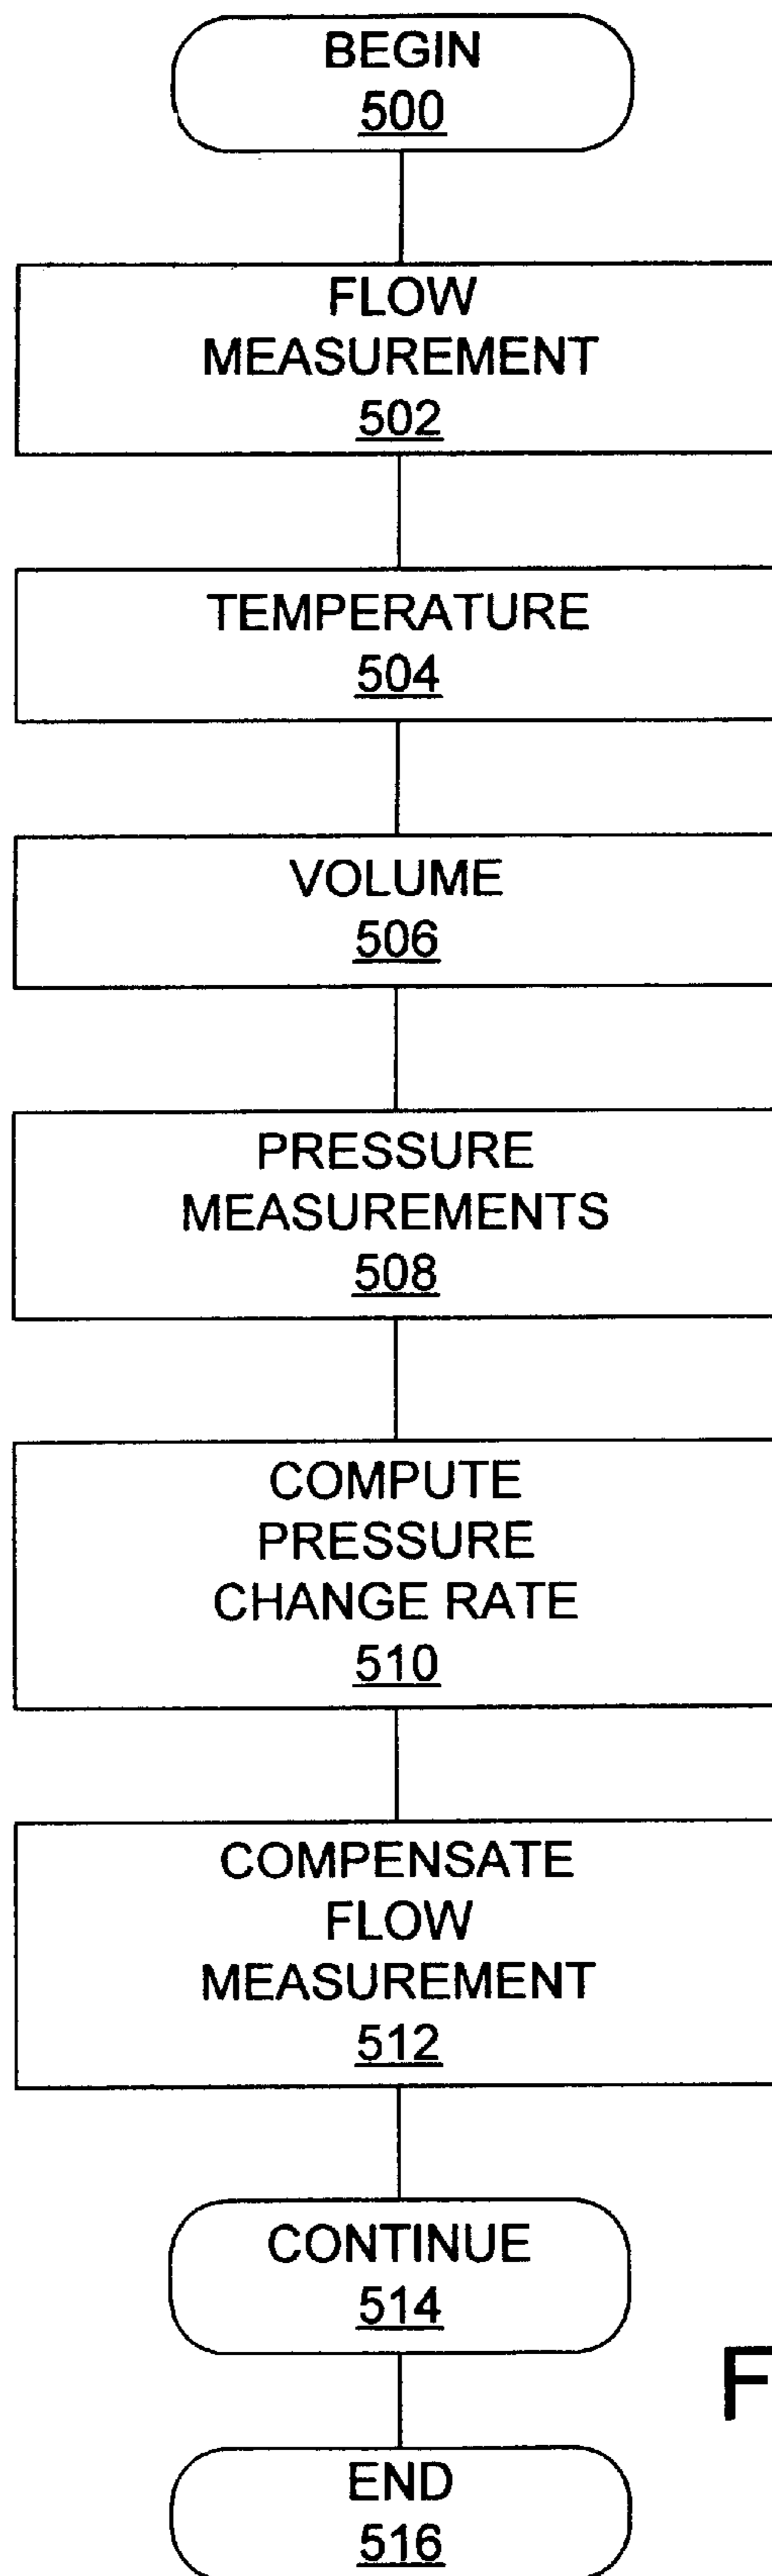 BEGIN
500
FLOW
MEASUREMENT
502
TEMPERATURE
504
VOLUME
506
PRESSURE
MEASUREMENTS
508
COMPUTE
PRESSURE
CHANGE RATE
510
COMPENSATE
FLOW
MEASUREMENT
512
CONTINUE
514
F
END
516